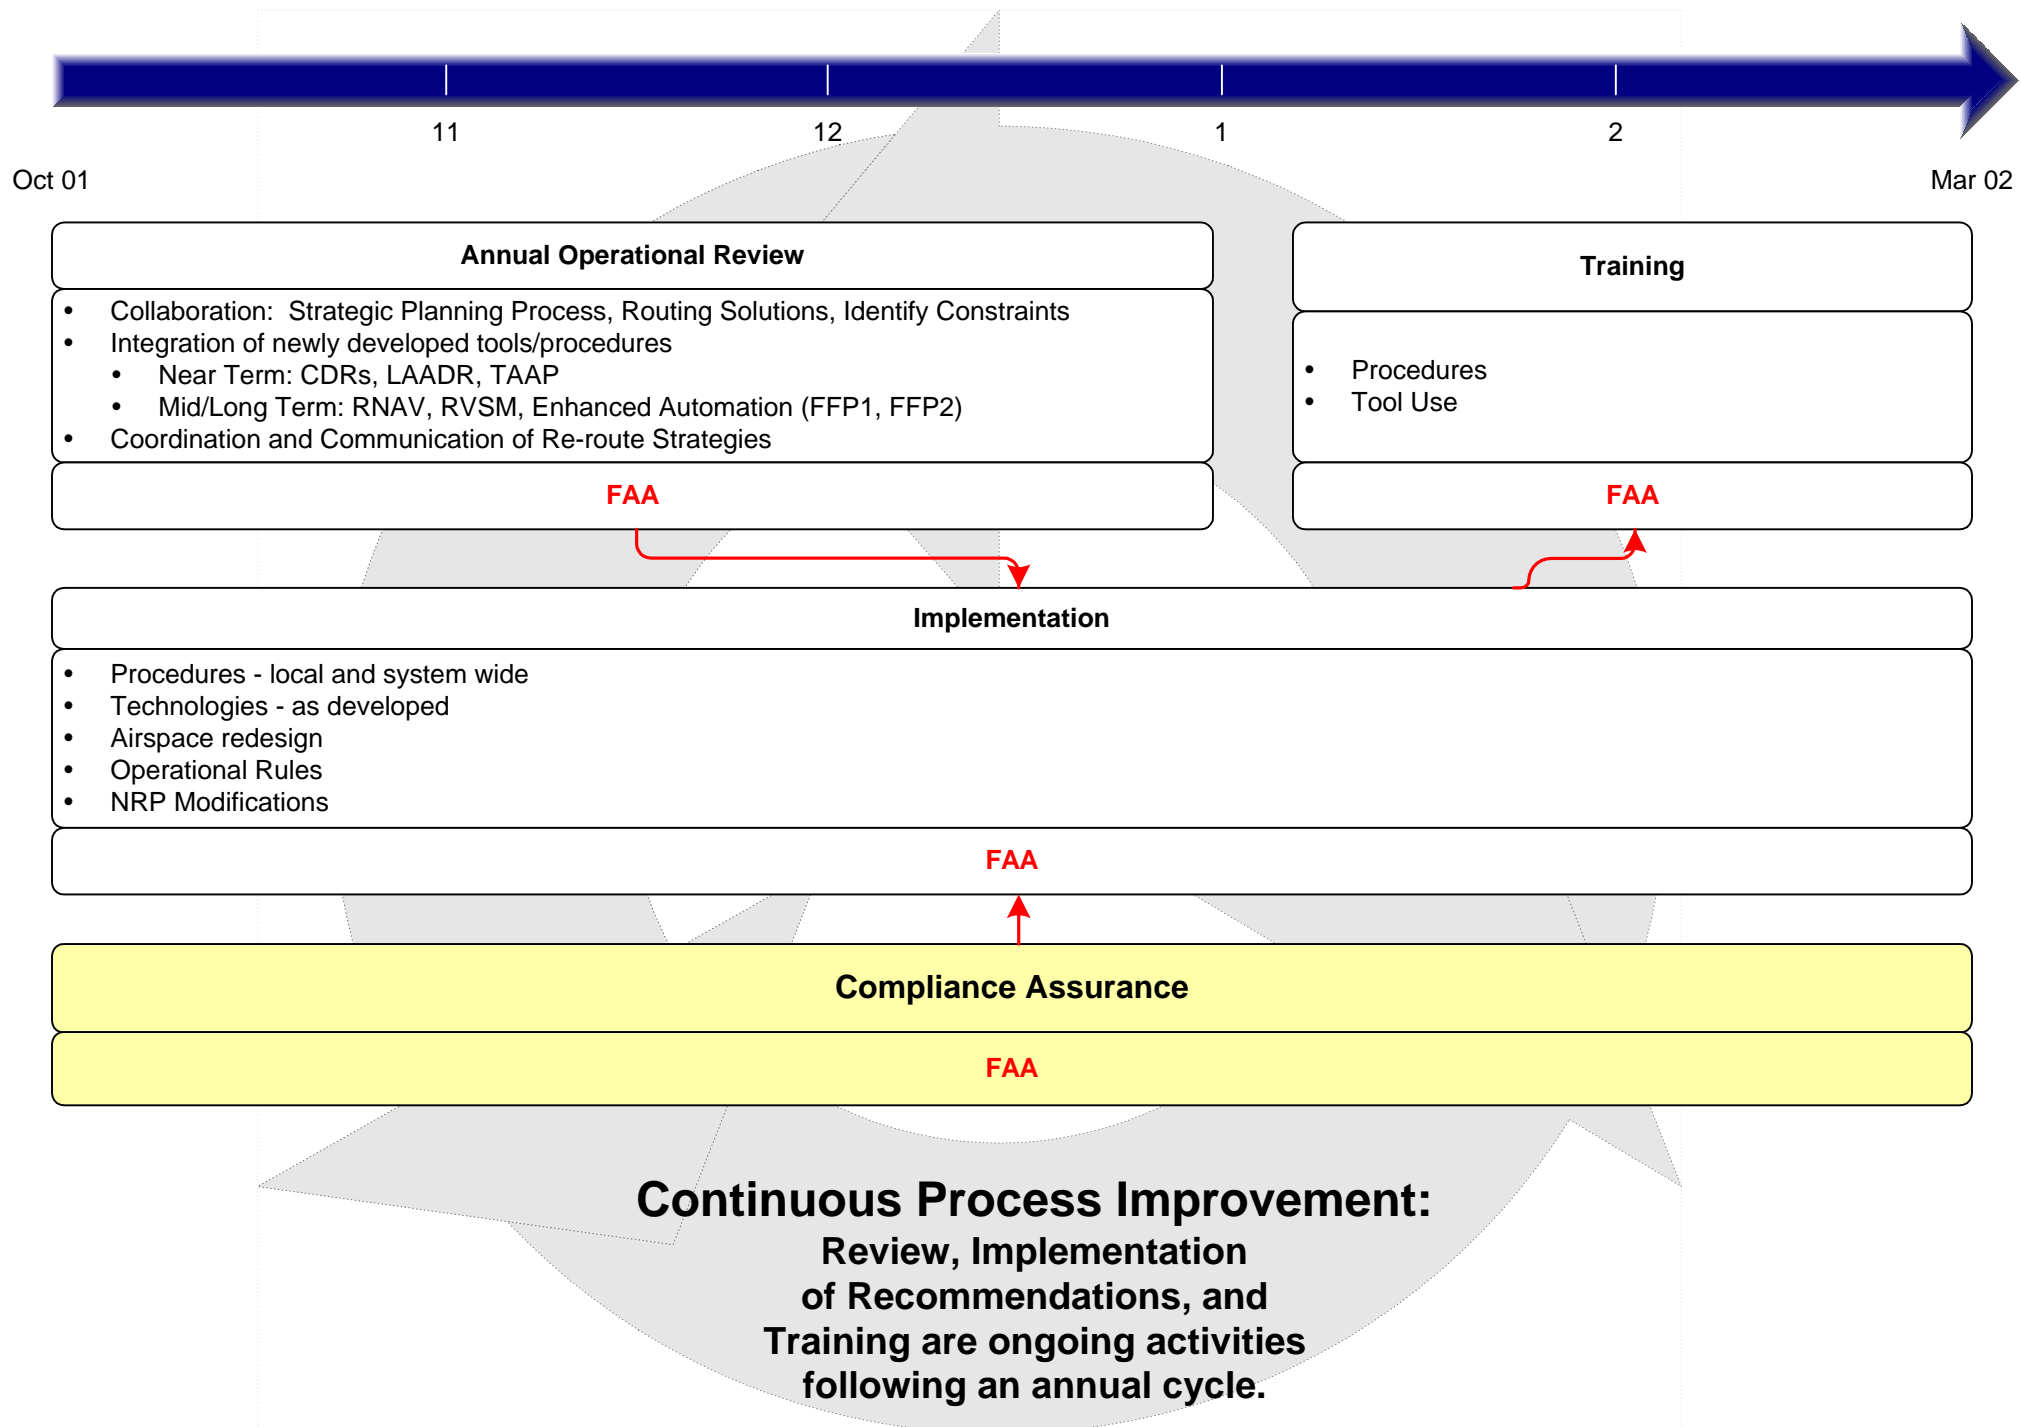 11
12
1
2
Oct 01
Mar 02
Annual Operational Review
• Collaboration:  Strategic Planning Process, Routing Solutions, Identify Constraints
• Integration of newly developed tools/procedures
• Near Term: CDRs, LAADR, TAAP
• Mid/Long Term: RNAV, RVSM, Enhanced Automation (FFP1, FFP2)
• Coordination and Communication of Re-route Strategies
FAA
Training
• Procedures
• Tool Use
FAA
Implementation
• Procedures - local and system wide
• Technologies - as developed
• Airspace redesign
• Operational Rules
• NRP Modifications
FAA
Compliance Assurance
FAA
Continuous Process Improvement:
Review, Implementation
of Recommendations, and
Training are ongoing activities
following an annual cycle.